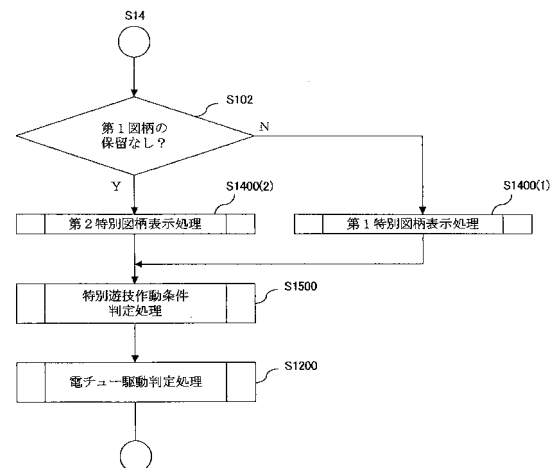 S14
S102
第１図柄の
保留なし？
N
Y
S1400(2)
S1400(1)
第２特別図柄表示処理
第１特別図柄表示処理
特別遊技作動条件
判定処理
S1500
電チュー駆動判定処理
S1200